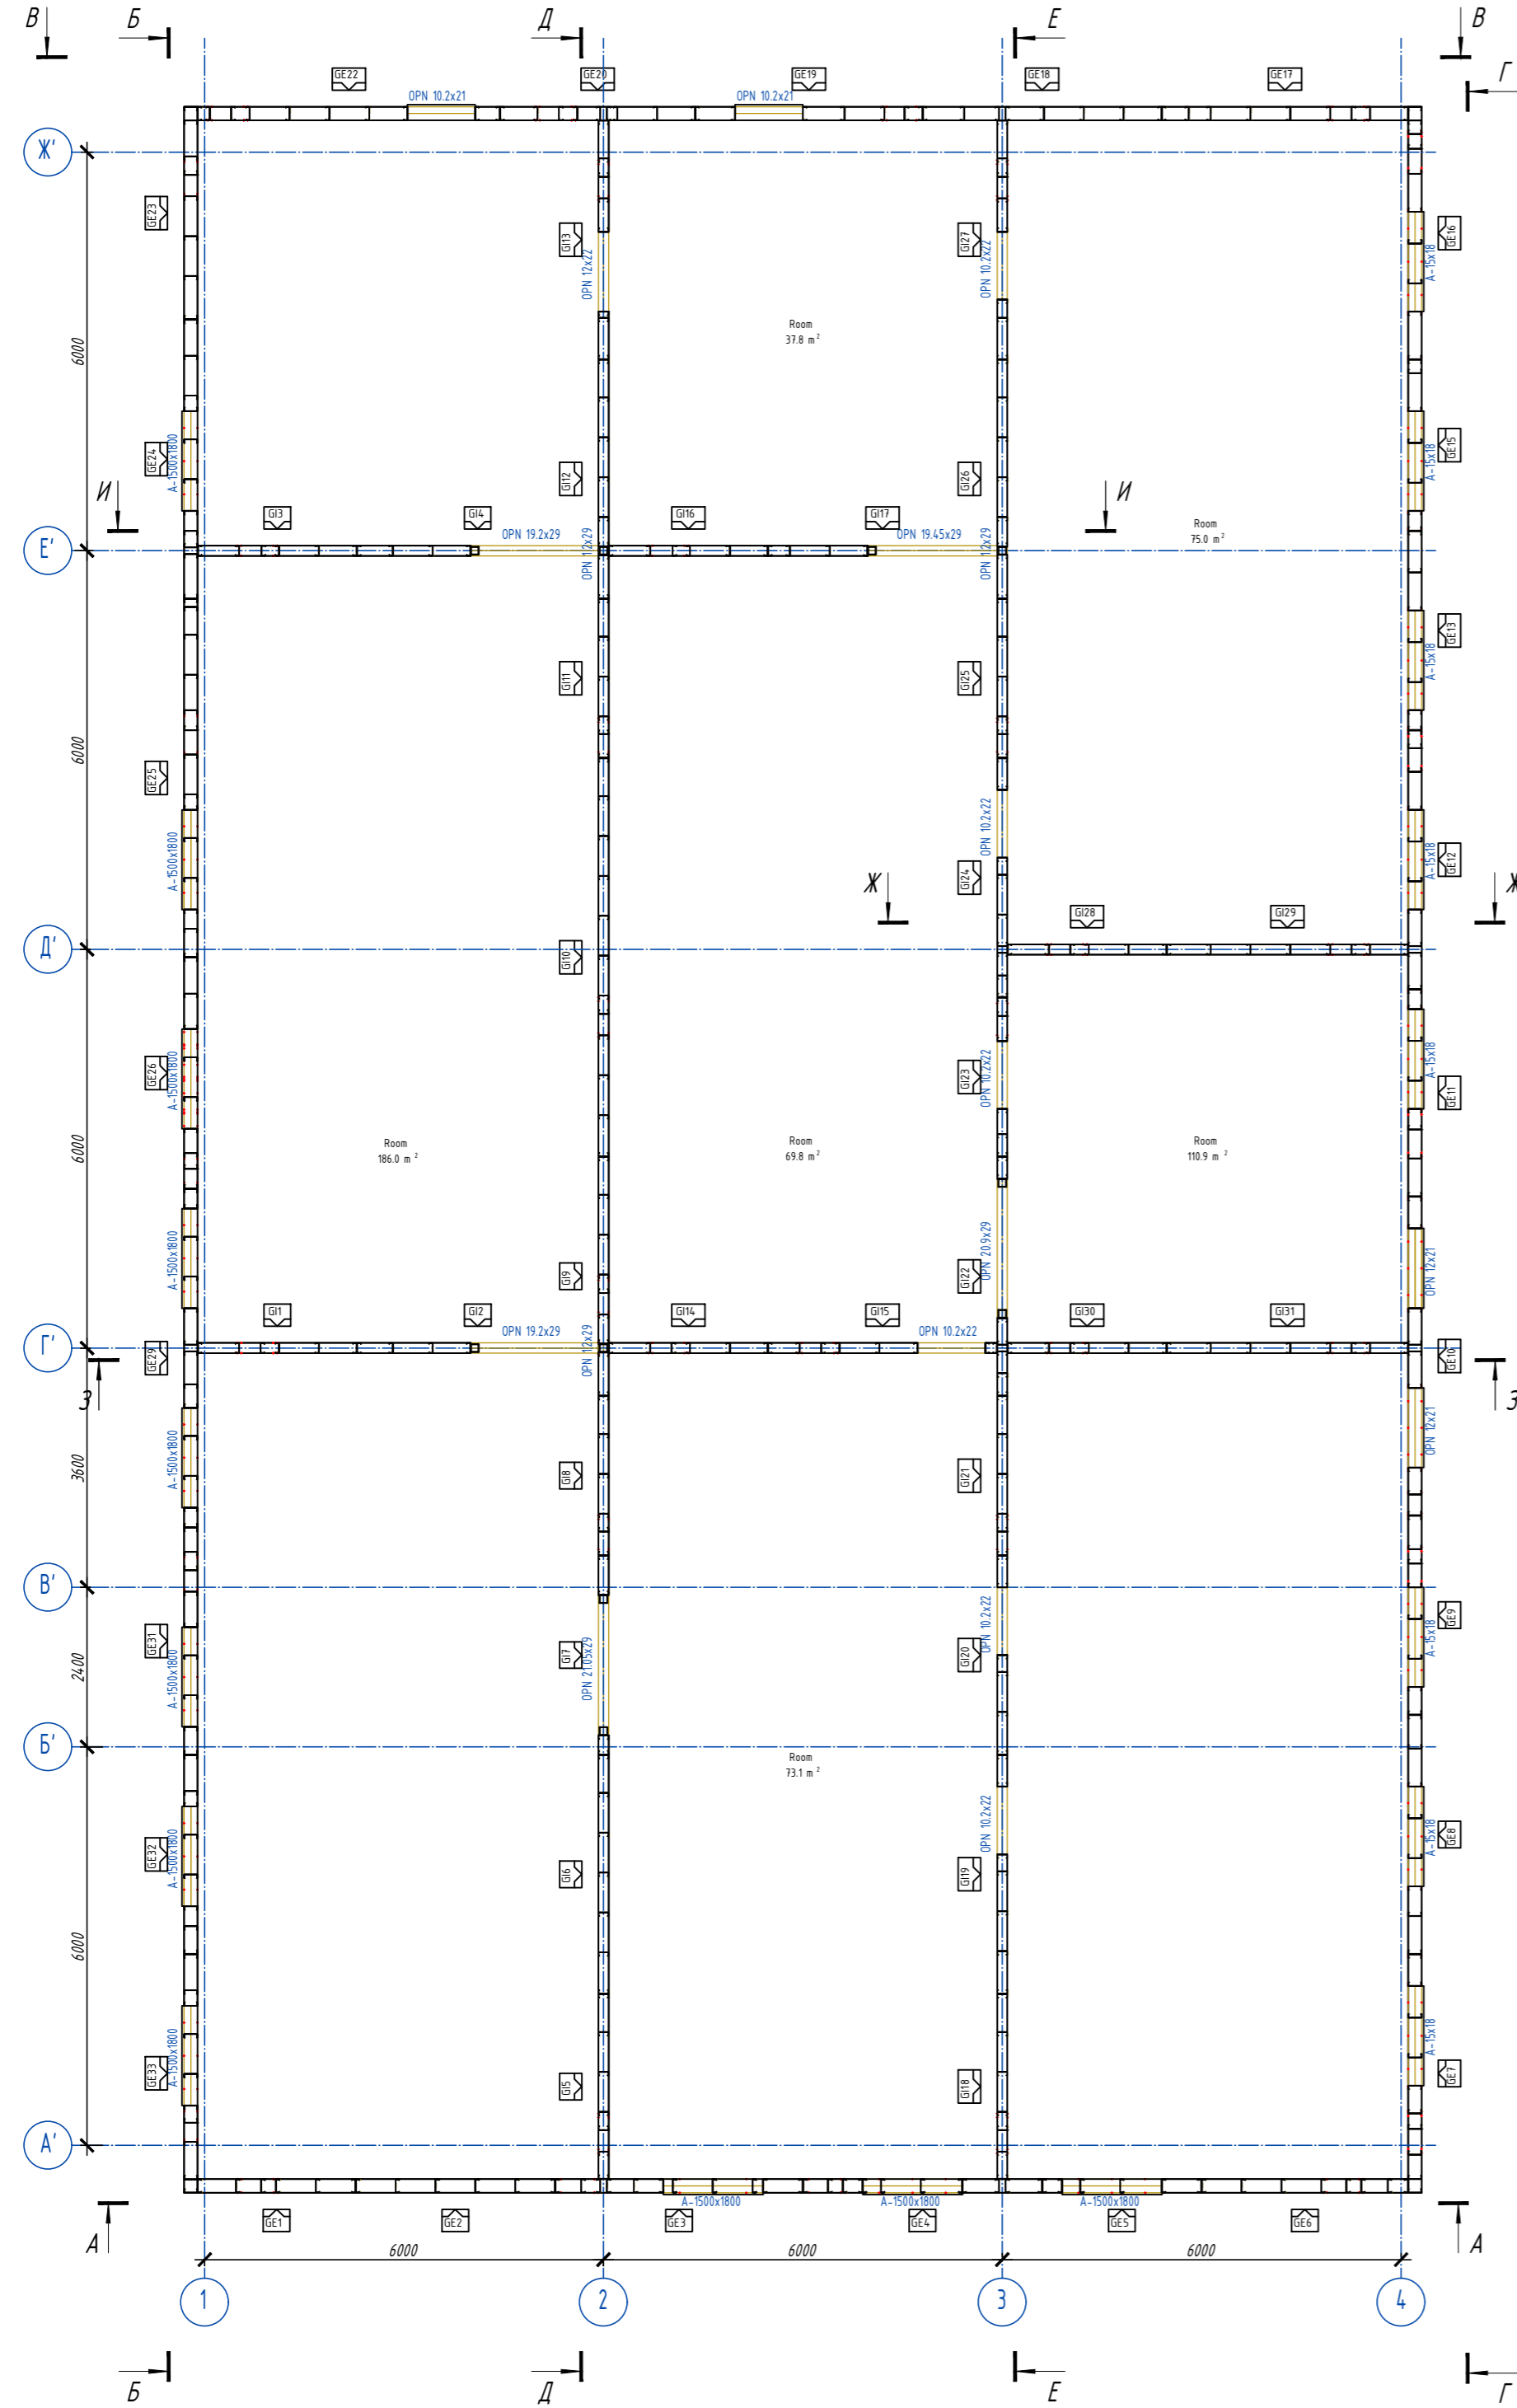 В
Б
Д
Е
В
Г
GE22
GE20
GE19
GE18
GE17
OPN 10.2x21
OPN 10.2x21
Ж'
GE23
GI13
OPN 12x22
GI27
OPN 10.2x22
GE16
A-15x18
6000
Room
37.8 m²
GE24
A-1500x1800
GI12
GI26
GE15
A-15x18
И
И
GI3
GI4
GI16
GI17
Room
75.0 m²
OPN 19.2x29
OPN 12x29
OPN 19.45x29
OPN 12x29
Е'
GE13
A-15x18
GI11
GI25
6000
GE25
A-1500x1800
OPN 10.2x22
GE12
A-15x18
GI24
Ж
Ж
GI28
GI29
Д'
GI10
GE26
A-1500x1800
GI23
OPN 10.2x22
A-15x18
GE11
6000
Room
186.0 m²
Room
69.8 m²
Room
110.9 m²
A-1500x1800
GI9
GI22
OPN 20.9x29
OPN 12x21
GI1
GI2
GI14
GI15
GI30
GI31
OPN 19.2x29
OPN 12x29
OPN 10.2x22
Г'
GE29
GE10
З
З
3600
A-1500x1800
GI8
GI21
OPN 12x21
В'
2400
GE31
A-1500x1800
GI7
OPN 21.05x29
GI20
OPN 10.2x22
GE9
A-15x18
Б'
Room
73.1 m²
GE32
A-1500x1800
GI6
GI19
OPN 10.2x22
GE8
A-15x18
6000
GE33
A-1500x1800
GI5
GI18
A-15x18
GE7
А'
A-1500x1800
A-1500x1800
A-1500x1800
GE1
GE2
GE3
GE4
GE5
GE6
А
А
6000
6000
6000
1
2
3
4
Б
Д
Е
Г